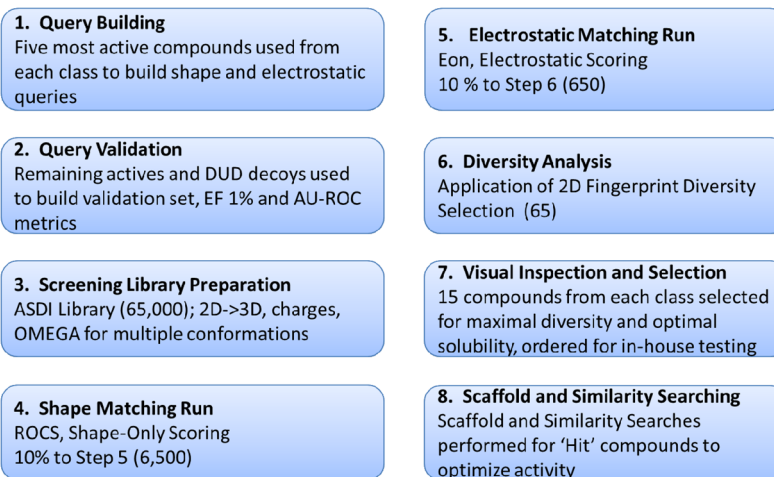 1. Query Building
Five most active compounds used from
each class to build shape and electrostatic
queries
2. Query Validation
Remaining actives and DUD decoys used
to build validation set, EF 1% and AU-ROC
metrics
3. Screening Library Preparation
ASDI Library (65,000); 2D->3D, charges,
OMEGA for multiple conformations
4. Shape Matching Run
ROCS, Shape-Only Scoring
10% to Step 5 (6,500)
5. Electrostatic Matching Run
Eon, Electrostatic Scoring
10 % to Step 6 (650)
6. Diversity Analysis
Application of 2D Fingerprint Diversity
Selection (65)
7. Visual Inspection and Selection
15 compounds from each class selected
for maximal diversity and optimal
solubility, ordered for in-house testing
8. Scaffold and Similarity Searching
Scaffold and Similarity Searches
performed for ‘Hit’ compounds to
optimize activity